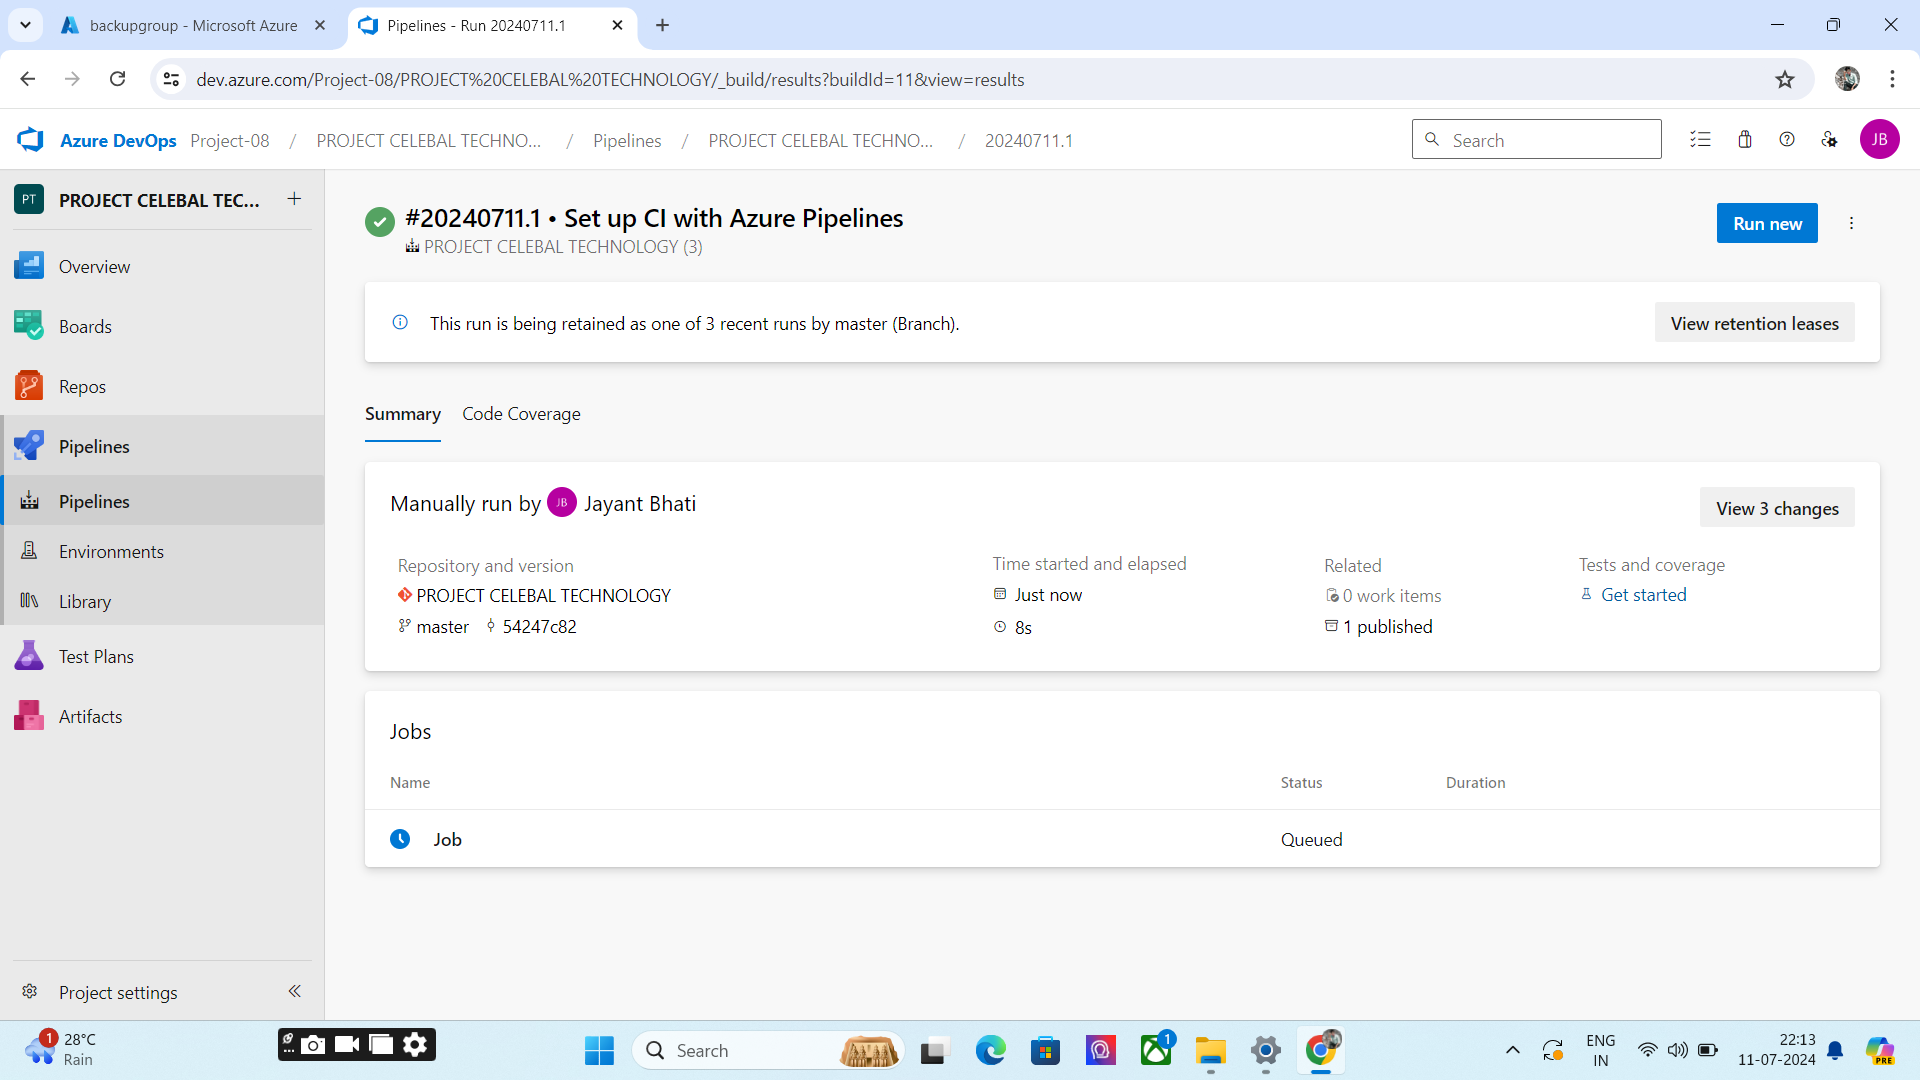 backupgroup - Microsoft Azure
Pipelines - Run 20240711.1
dev.azure.com/Project-08/PROJECT%20CELEBAL%20TECHNOLOGY/_build/results?buildId=11&view=results
Azure DevOps Project-08 / PROJECT CELEBAL TECHNO... / Pipelines / PROJECT CELEBAL TECHNO... / 20240711.1
Search
JB
PT PROJECT CELEBAL TEC...
Overview
Boards
Repos
Pipelines
Pipelines
Environments
Library
Test Plans
Artifacts
Project settings
#20240711.1 • Set up CI with Azure Pipelines
PROJECT CELEBAL TECHNOLOGY (3)
Run new
This run is being retained as one of 3 recent runs by master (Branch).
View retention leases
Summary
Code Coverage
Manually run by JB Jayant Bhati
View 3 changes
Repository and version
PROJECT CELEBAL TECHNOLOGY
master 54247c82
Time started and elapsed
Just now
8s
Related
0 work items
1 published
Tests and coverage
Get started
Jobs
Name Status Duration
Job Queued
1
28°C
Rain
Search
1
ENG
IN
22:13
11-07-2024
PRE